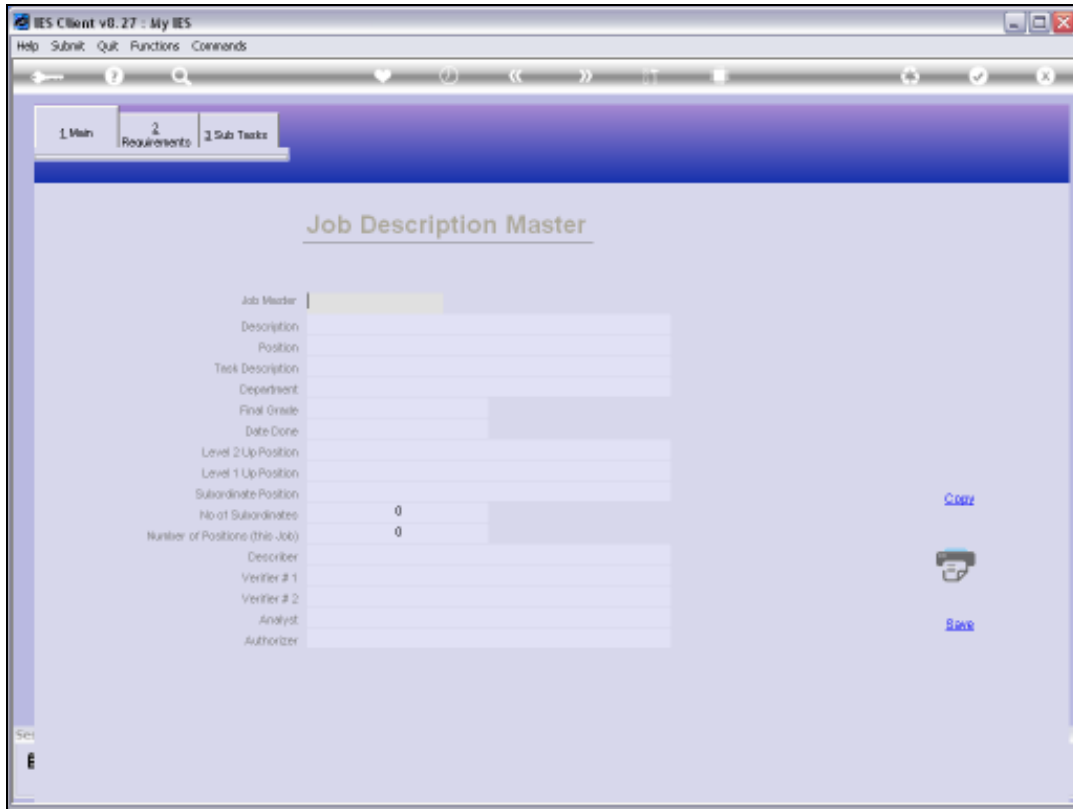 IES Client v8.27 : My IES
Help Submit Quit Functions Commands
1 Main
2 Requirements
3 Sub Tasks
Job Description Master
Job Master
Description
Position
Task Description
Department
Final Grade
Date Done
Level 2 Up Position
Level 1 Up Position
Subordinate Position
No of Subordinates 0
Number of Positions (this Job) 0
Describer
Verifier # 1
Verifier # 2
Analyst
Authorizer
Copy
Save